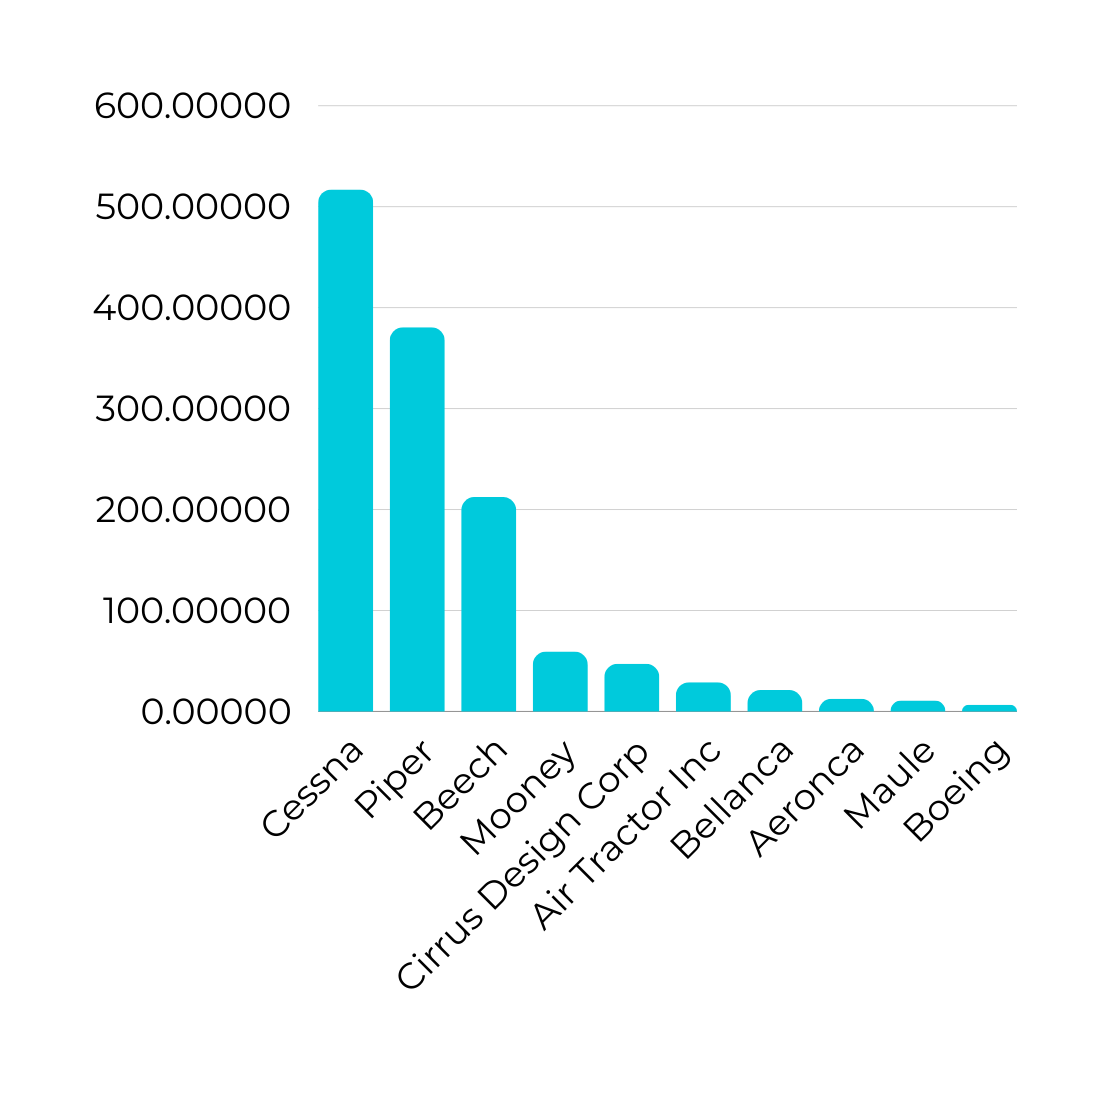 600.00000
500.00000
400.00000
300.00000
200.00000
100.00000
0.00000
Cessna
Piper
Beech
Mooney
Cirrus Design Corp
Air Tractor Inc
Bellanca
Aeronca
Maule
Boeing